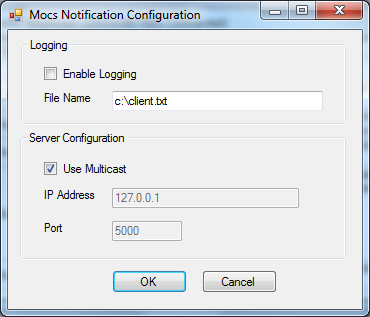 Mocs Notification Configuration
Logging
Enable Logging
File Name c:\client.txt
Server Configuration
Use Multicast
IP Address 127.0.0.1
Port 5000
OK Cancel